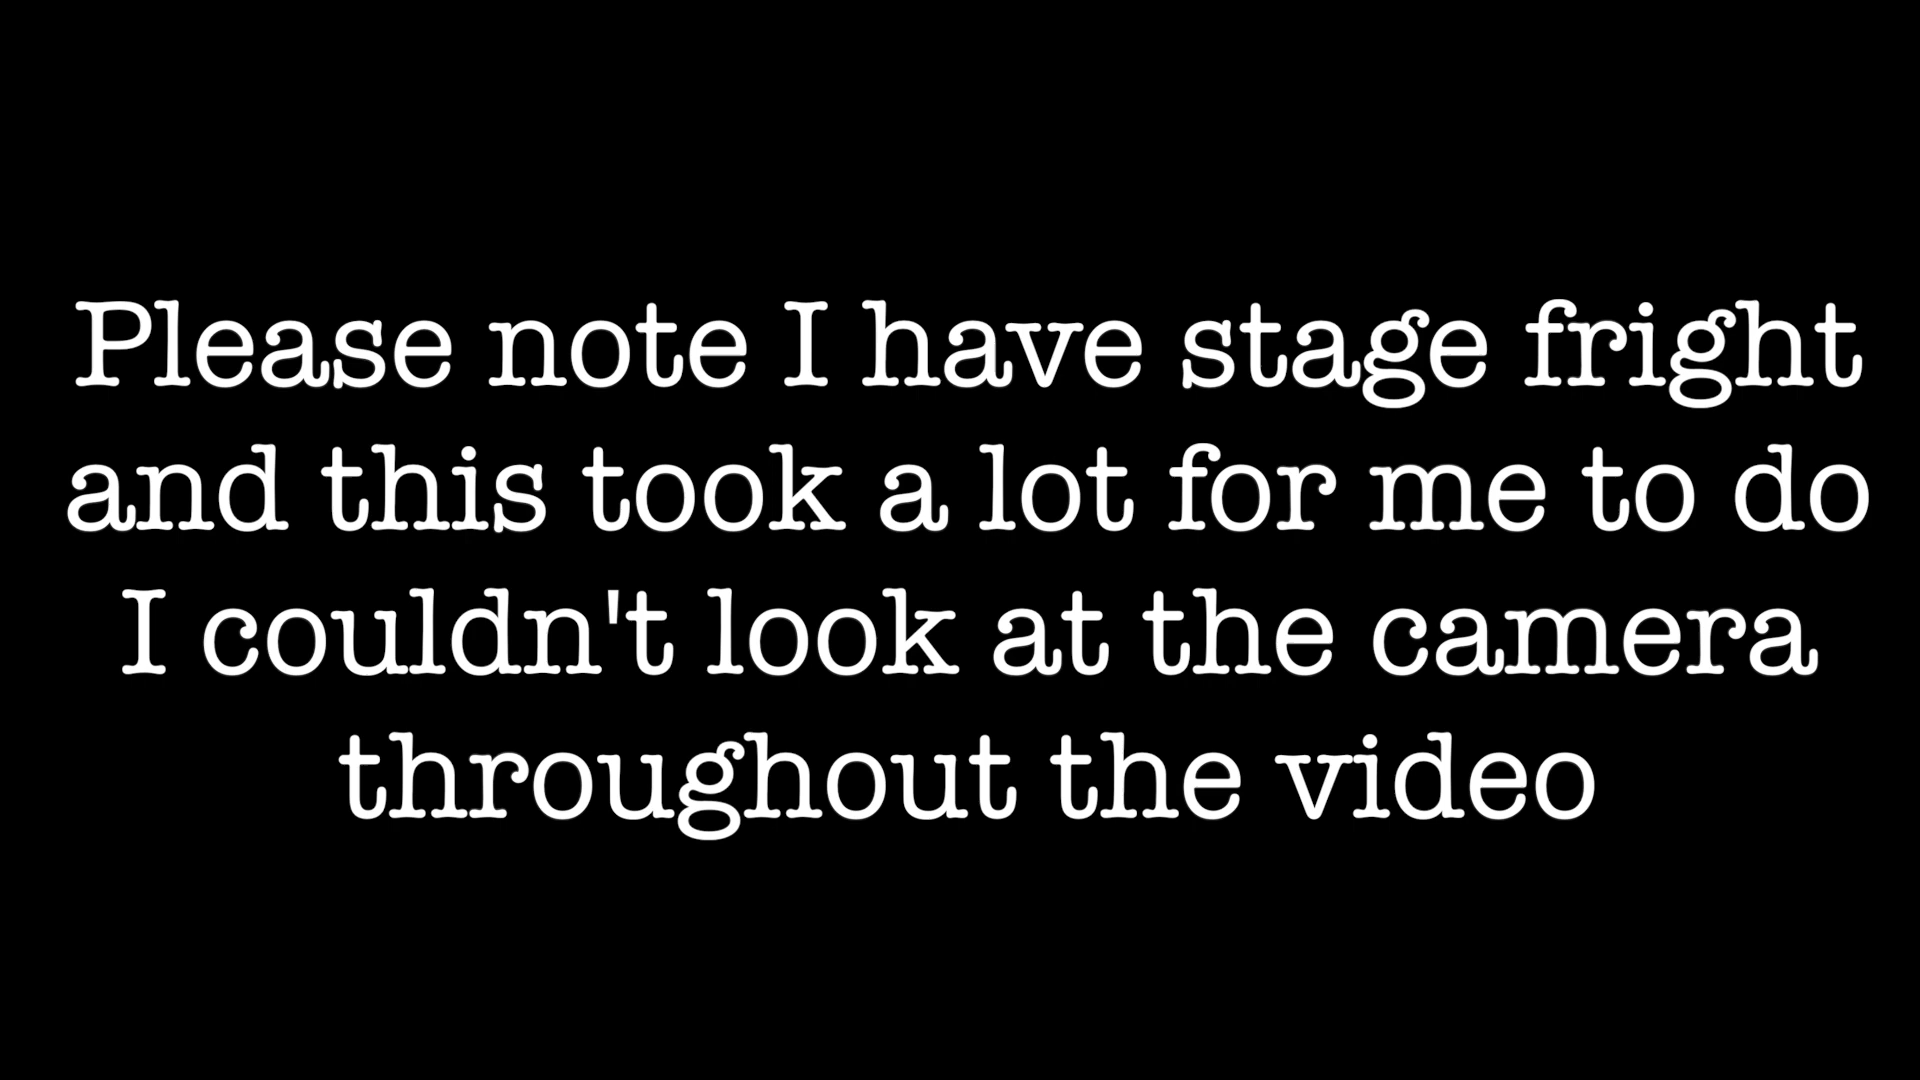 Please note I have stage fright
and this took a lot for me to do
I couldn't look at the camera
throughout the video